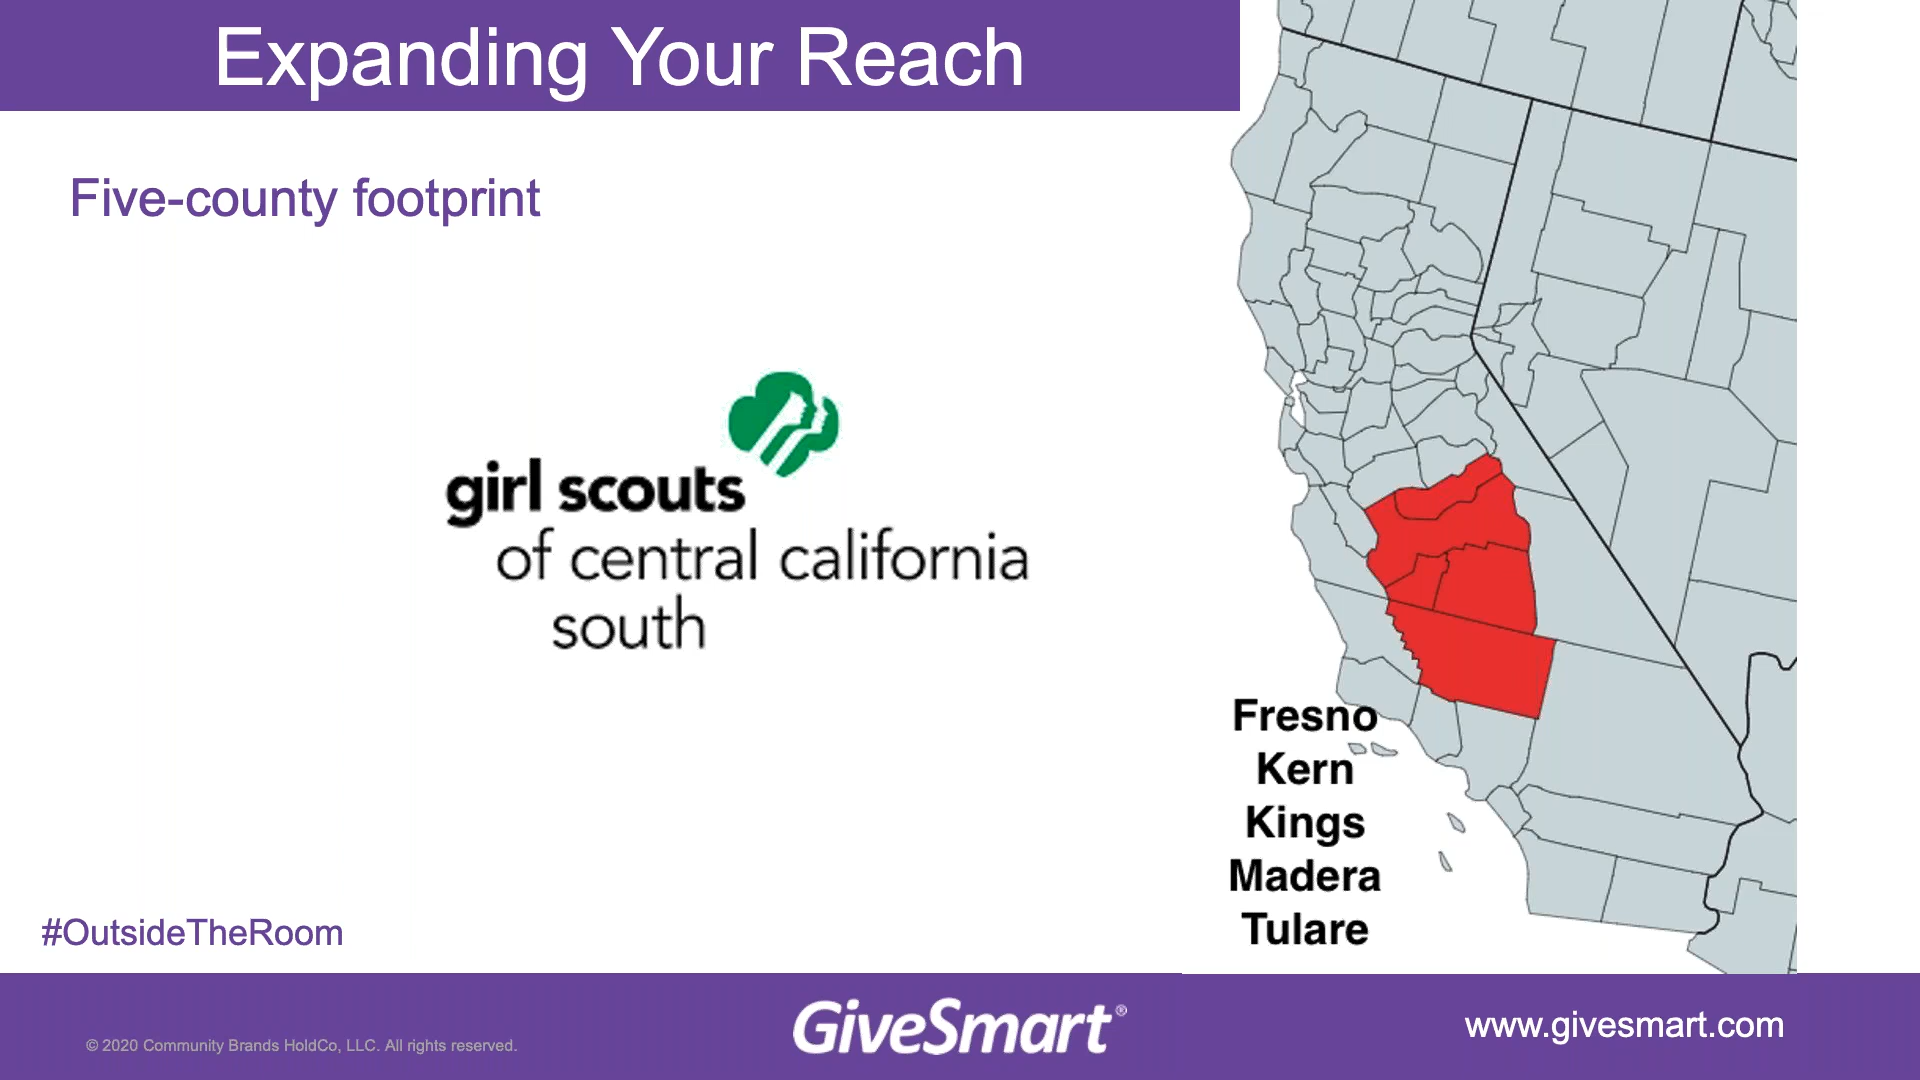 Expanding Your Reach
Five-county footprint
girl scouts
of central california
south
Fresno
Kern
Kings
Madera
Tulare
#OutsideTheRoom
© 2020 Community Brands HoldCo, LLC. All rights reserved.
GiveSmart®
www.givesmart.com